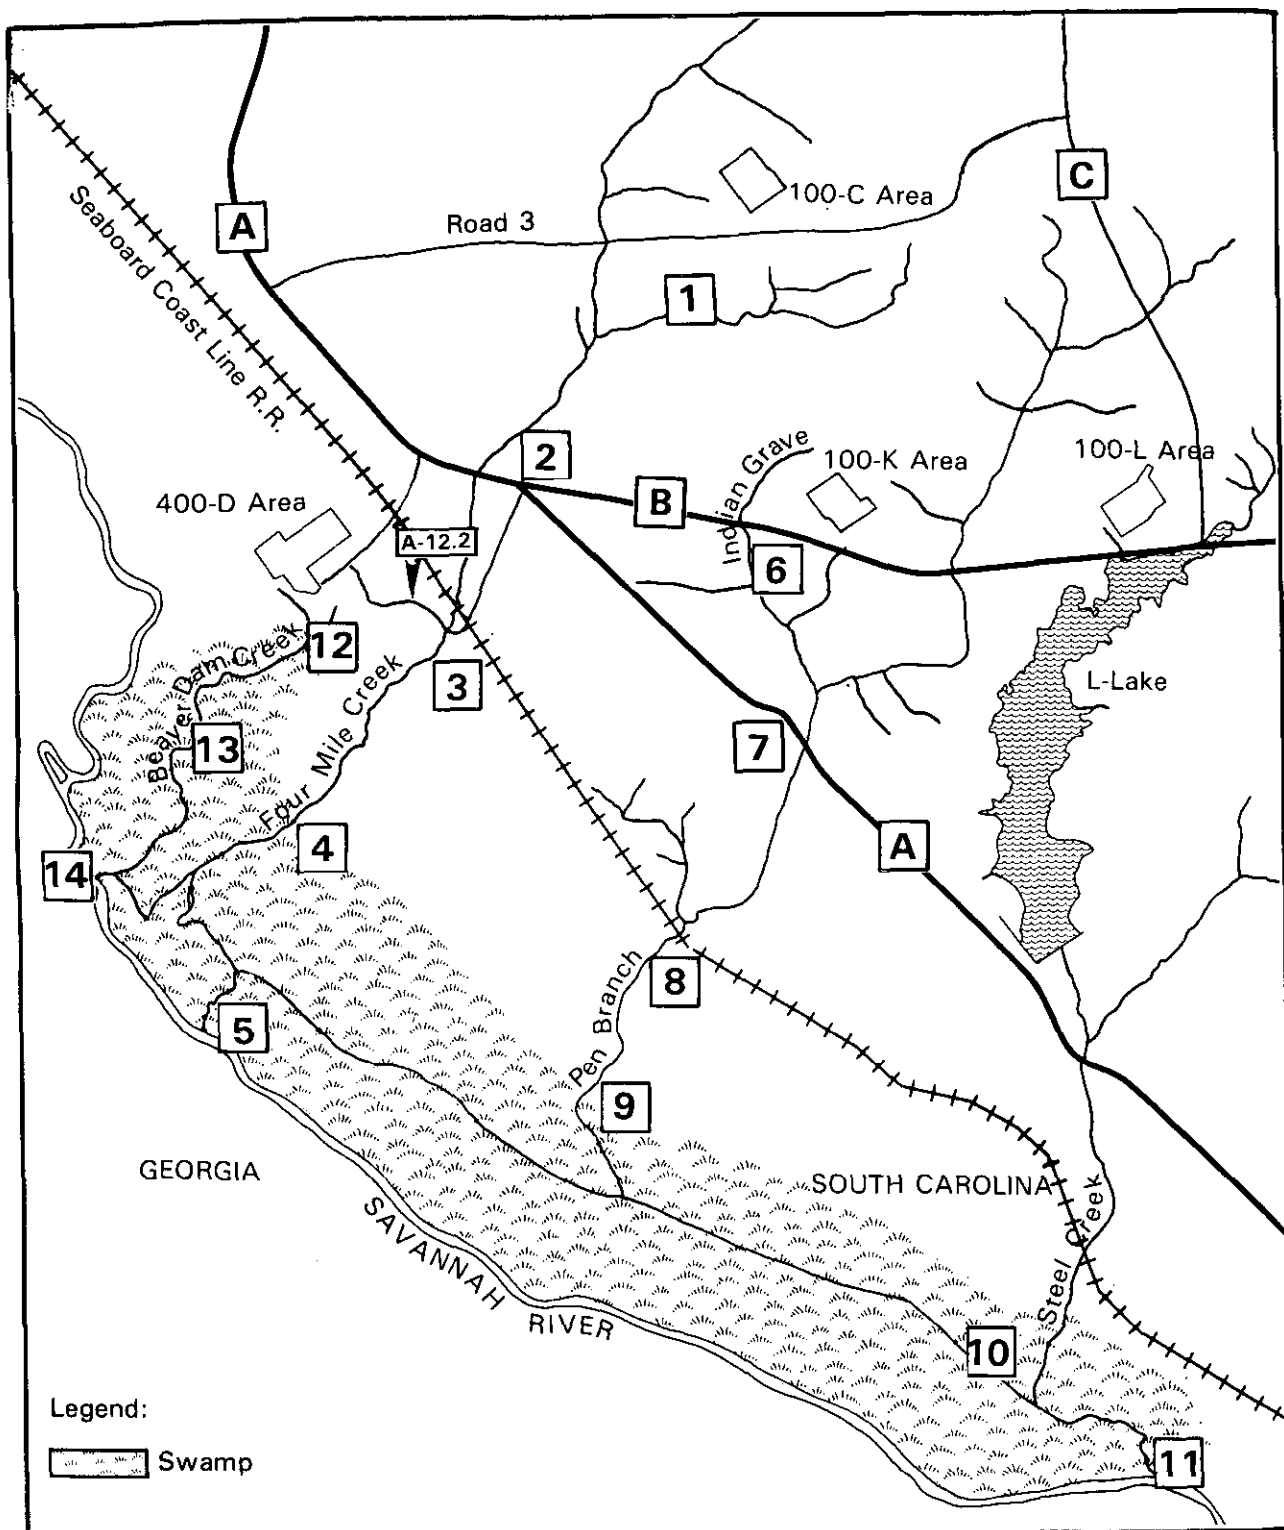 C
100-C Area
A
Road 3
Seaboard Coast Line R.R.
1
2
Indian Grave
100-K Area
100-L Area
400-D Area
B
A-12.2
6
12
Beaver Dam Creek
3
Four Mile Creek
L-Lake
13
7
4
A
14
8
Pen Branch
5
9
GEORGIA
SOUTH CAROLINA
Steel Creek
SAVANNAH RIVER
10
Legend:
Swamp
11